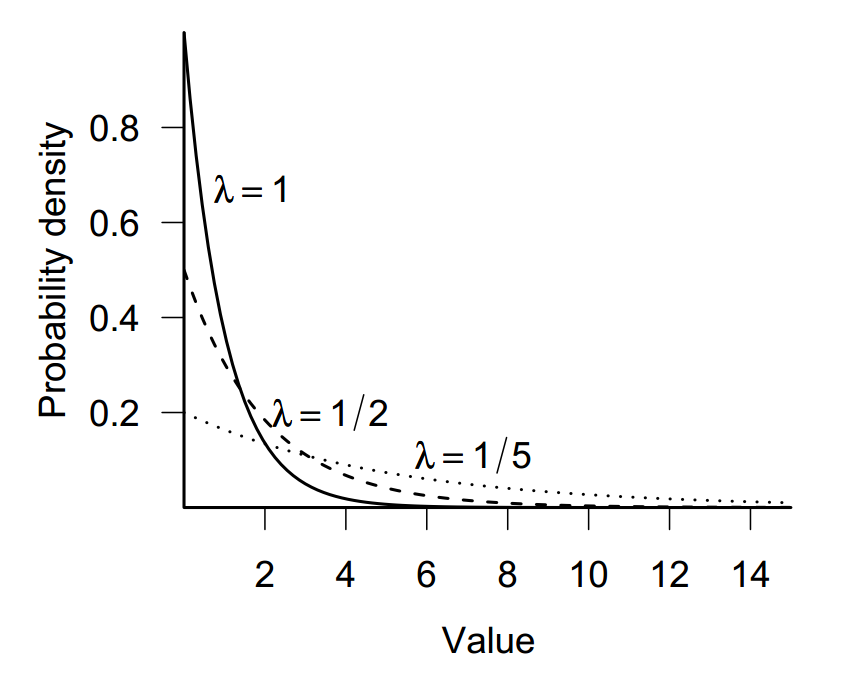 Probability density
0.8
0.6
0.4
0.2
λ = 1
λ = 1/2
λ = 1/5
2 4 6 8 10 12 14
Value